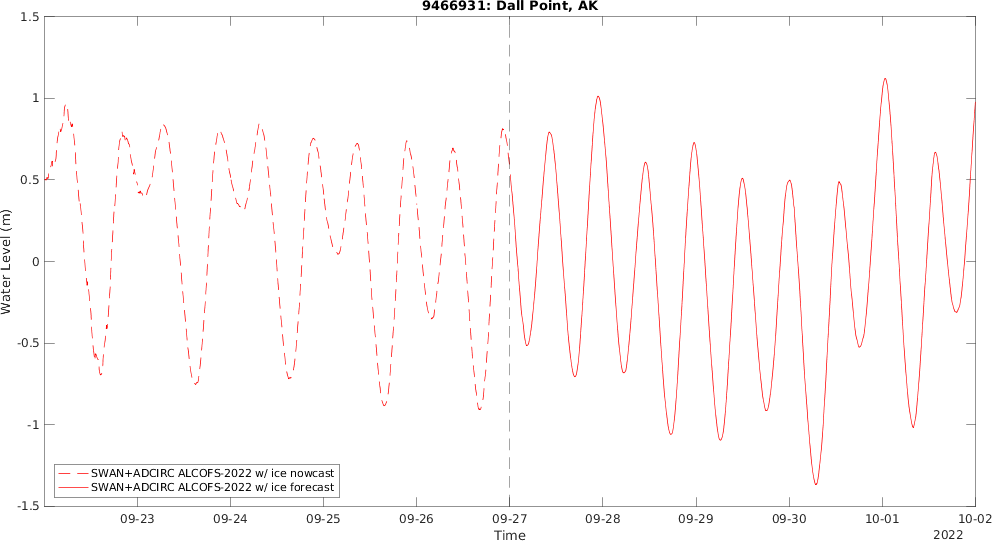 9466931: Dall Point, AK
1.5
1
0.5
0
-0.5
-1
-1.5
Water Level (m)
SWAN+ADCIRC ALCOFS-2022 w/ ice nowcast
SWAN+ADCIRC ALCOFS-2022 w/ ice forecast
09-23 09-24 09-25 09-26 09-27 09-28 09-29 09-30 10-01 10-02
Time
2022